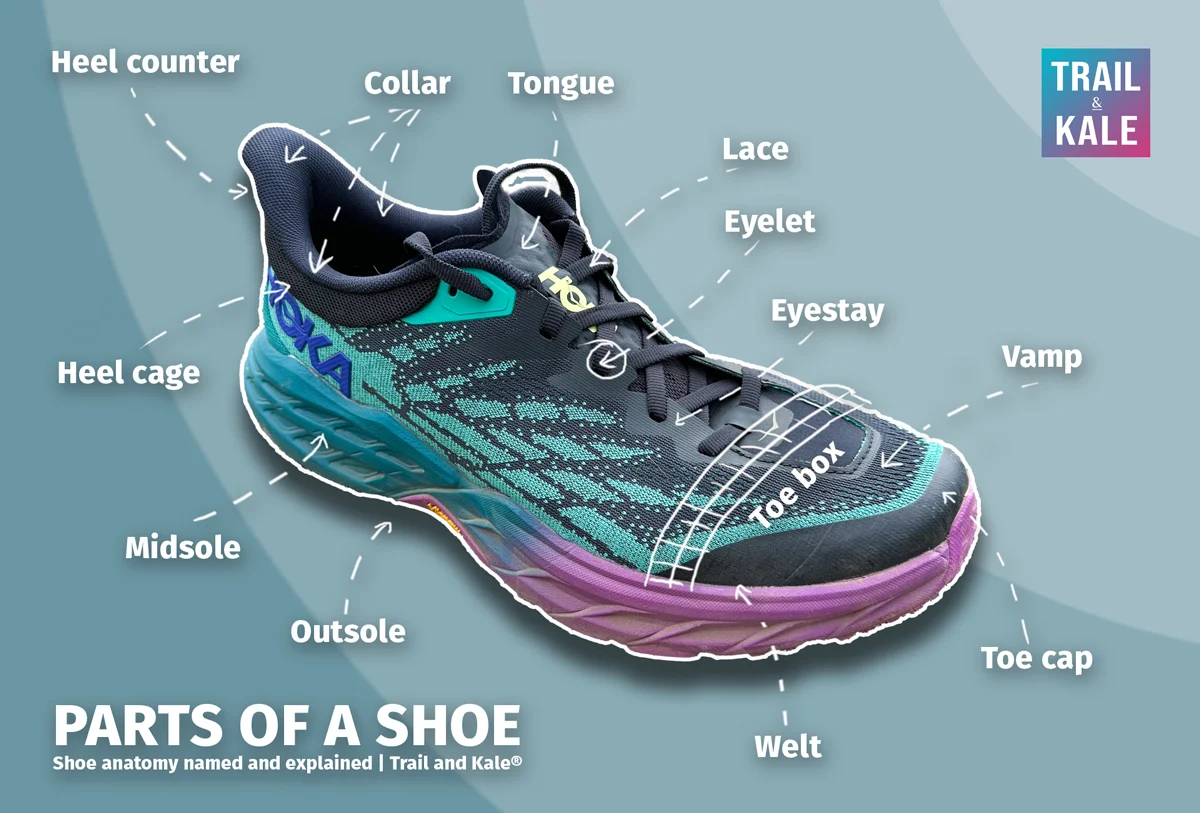 Heel counter
Collar
Tongue
TRAIL
&
KALE
Lace
Eyelet
HOKA
Eyestay
Vamp
Heel cage
HOKA
Toe box
Midsole
Outsole
Toe cap
Welt
PARTS OF A SHOE
Shoe anatomy named and explained | Trail and Kale®